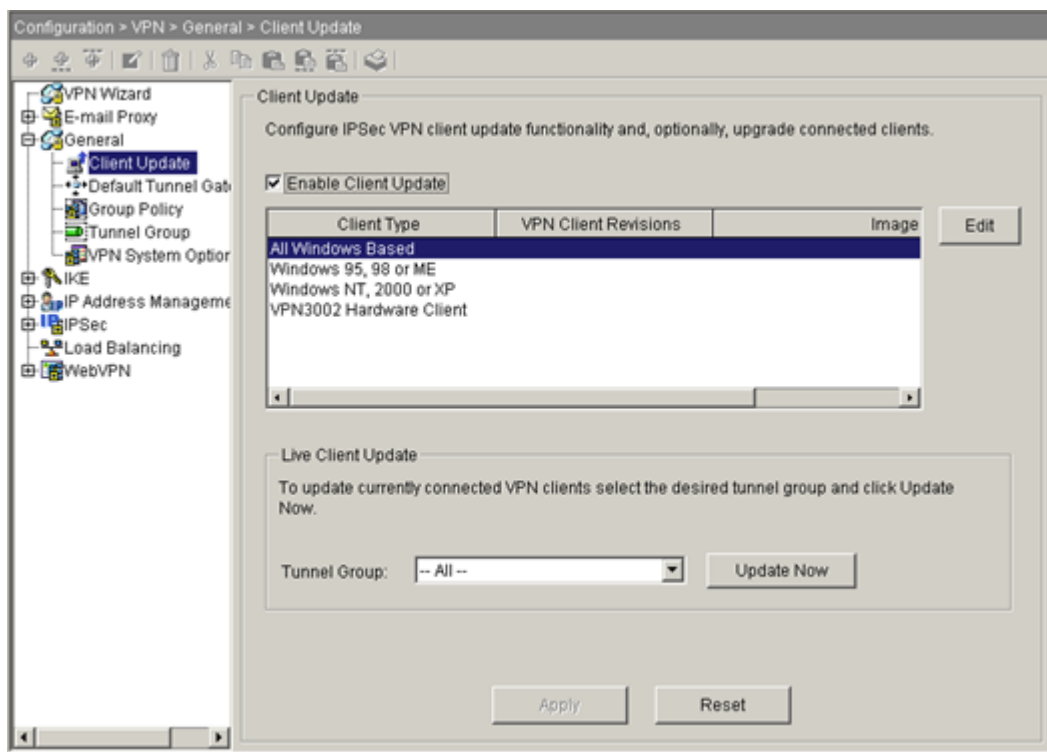 Configuration > VPN > General > Client Update
VPN Wizard
E-mail Proxy
General
Client Update
Default Tunnel Gat
Group Policy
Tunnel Group
VPN System Option
IKE
IP Address Manageme
IPSec
Load Balancing
WebVPN
Client Update
Configure IPSec VPN client update functionality and, optionally, upgrade connected clients.
Enable Client Update
Client Type VPN Client Revisions Image
All Windows Based
Windows 95, 98 or ME
Windows NT, 2000 or XP
VPN3002 Hardware Client
Edit
Live Client Update
To update currently connected VPN clients select the desired tunnel group and click Update
Now.
Tunnel Group: -- All -- Update Now
Apply Reset